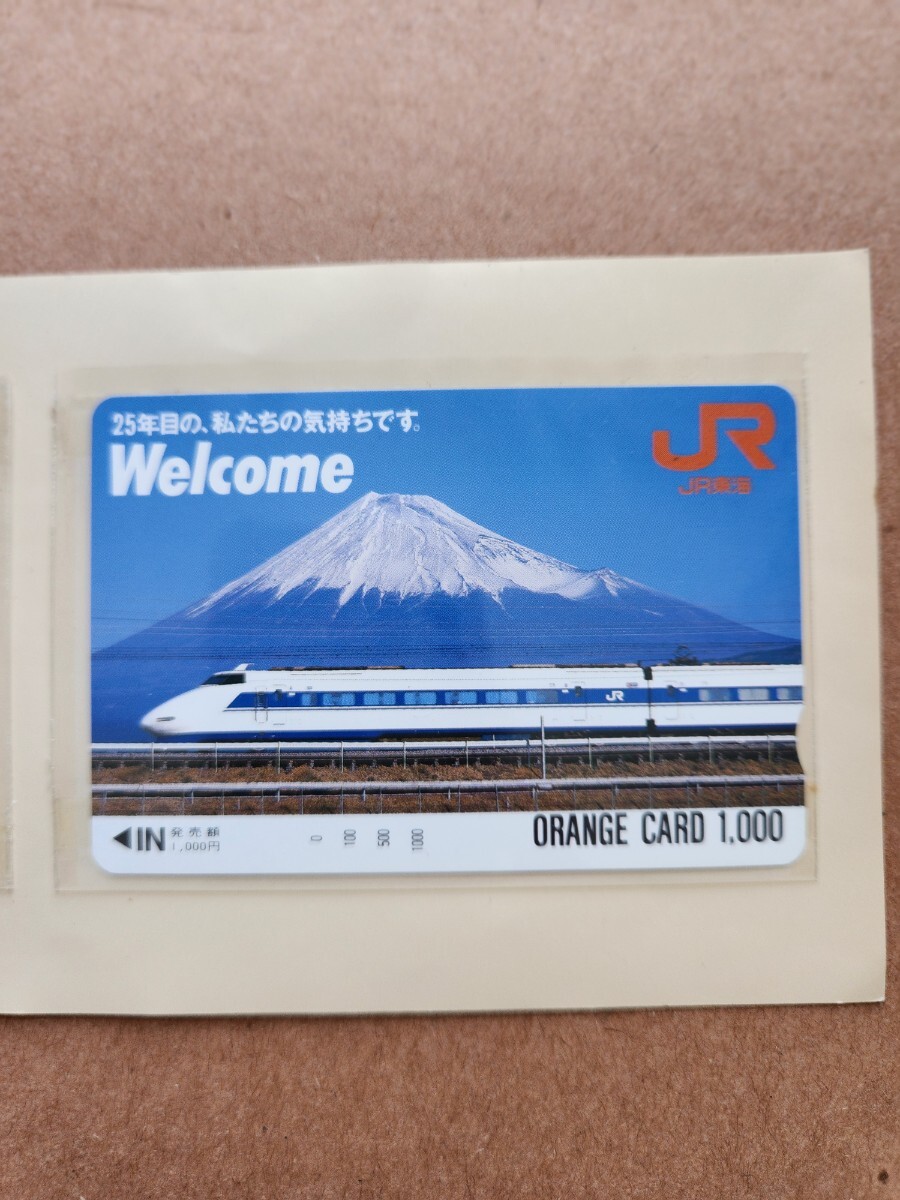 25年目の、私たちの気持ちです。
Welcome
JR
JR東海
JR
◀IN 発売額
1,000円
0 100 500 1000
ORANGE CARD 1,000